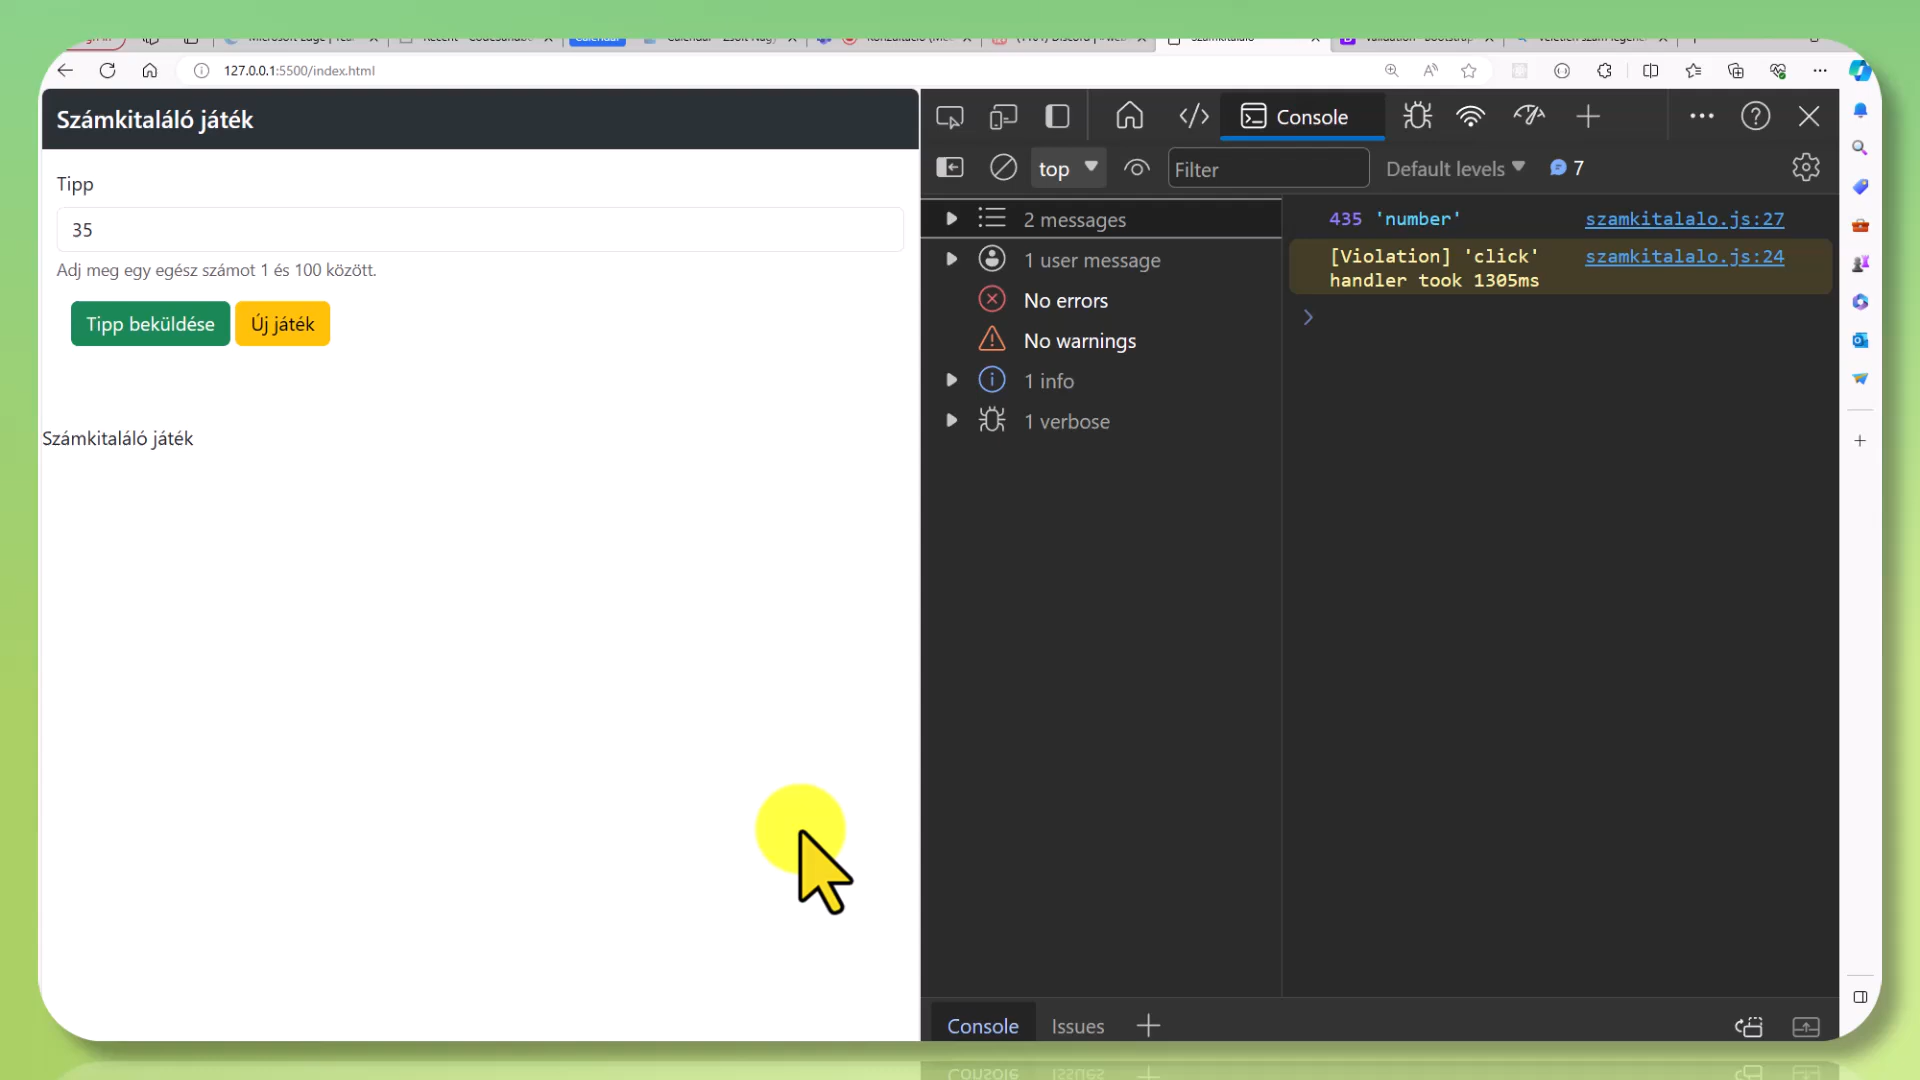 127.0.0.1:5500/index.html
Számkitaláló játék
Tipp
35
Adj meg egy egész számot 1 és 100 között.
Tipp beküldése
Új játék
Számkitaláló játék
Console
top
Filter
Default levels
7
2 messages
1 user message
No errors
No warnings
1 info
1 verbose
435 'number' szamkitalalo.js:27
[Violation] 'click' szamkitalalo.js:24
handler took 1305ms
Console
Issues